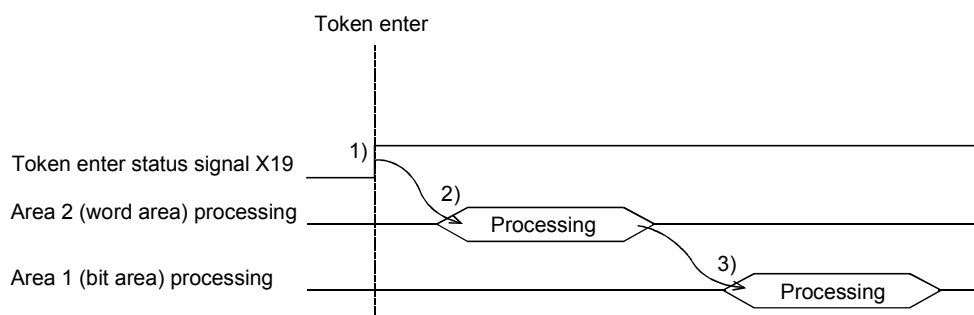 Token enter
1)
Token enter status signal X19
2)
Area 2 (word area) processing
Processing
3)
Area 1 (bit area) processing
Processing